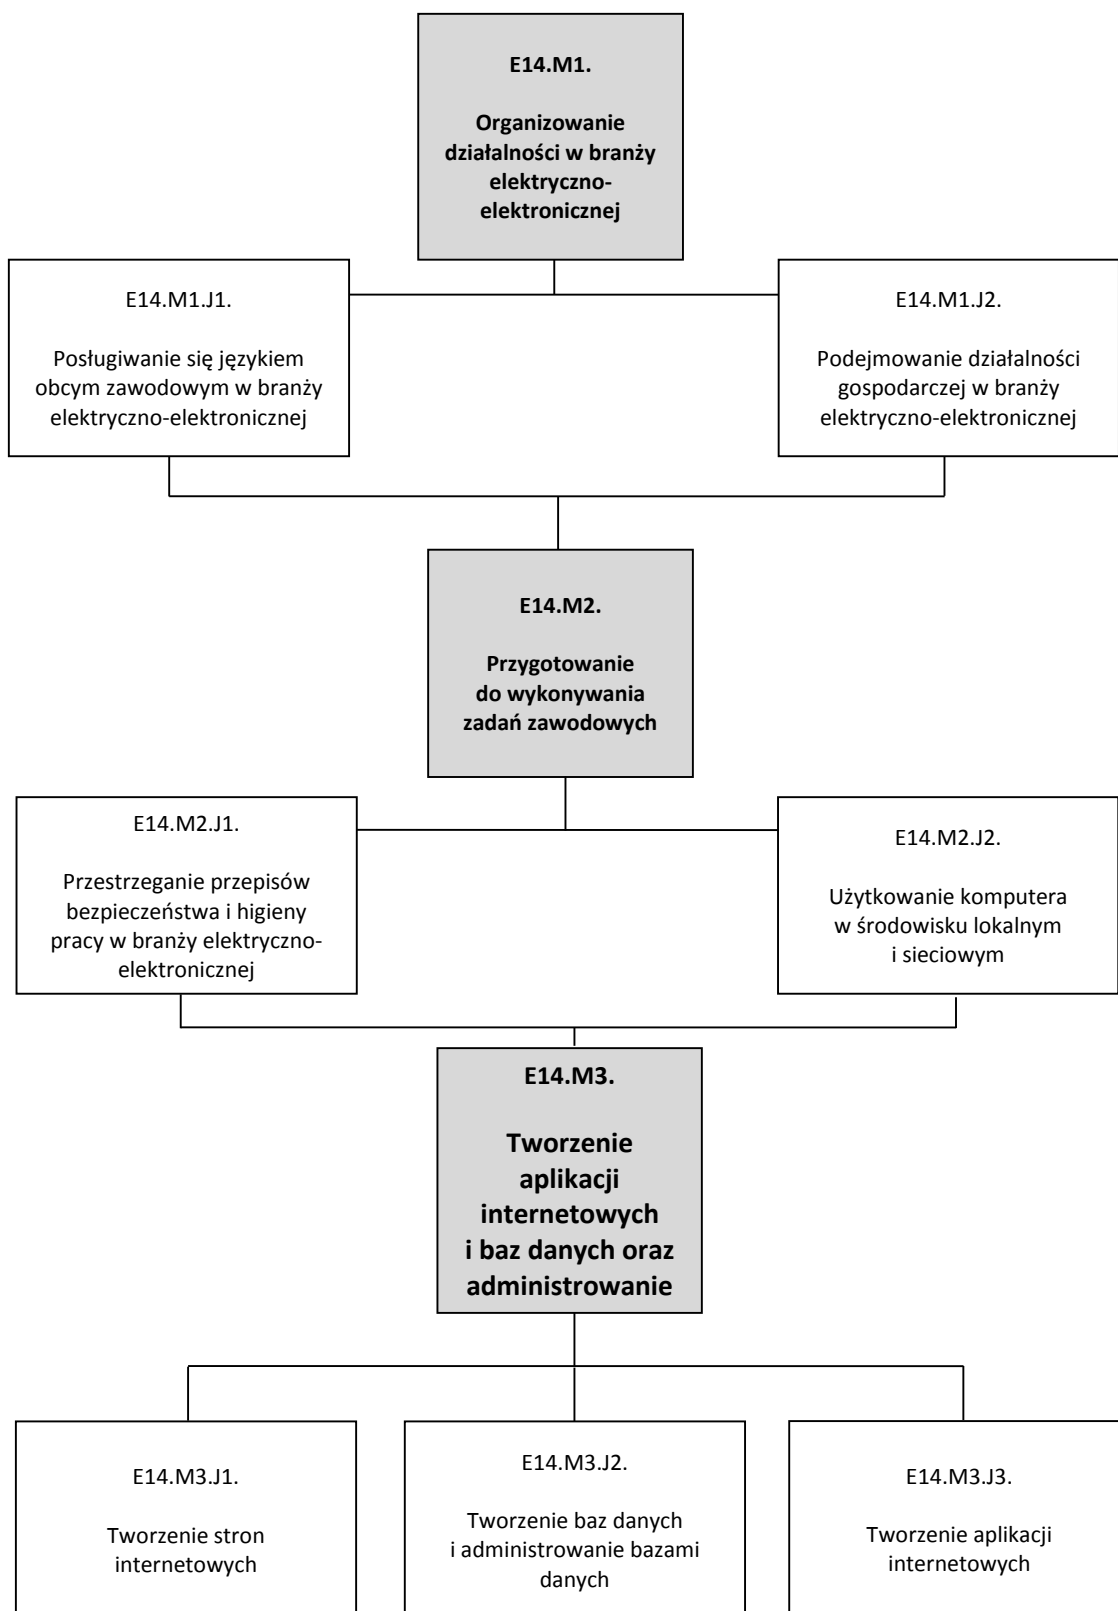 E14.M1.
Organizowanie
działalności w branży
elektryczno-
elektronicznej
E14.M1.J1.
Posługiwanie się językiem
obcym zawodowym w branży
elektryczno-elektronicznej
E14.M1.J2.
Podejmowanie działalności
gospodarczej w branży
elektryczno-elektronicznej
E14.M2.
Przygotowanie
do wykonywania
zadań zawodowych
E14.M2.J1.
Przestrzeganie przepisów
bezpieczeństwa i higieny
pracy w branży elektryczno-
elektronicznej
E14.M2.J2.
Użytkowanie komputera
w środowisku lokalnym
i sieciowym
E14.M3.
Tworzenie
aplikacji
internetowych
i baz danych oraz
administrowanie
E14.M3.J1.
Tworzenie stron
internetowych
E14.M3.J2.
Tworzenie baz danych
i administrowanie bazami
danych
E14.M3.J3.
Tworzenie aplikacji
internetowych